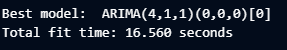 Best model:  ARIMA(4,1,1)(0,0,0)[0]
Total fit time: 16.560 seconds